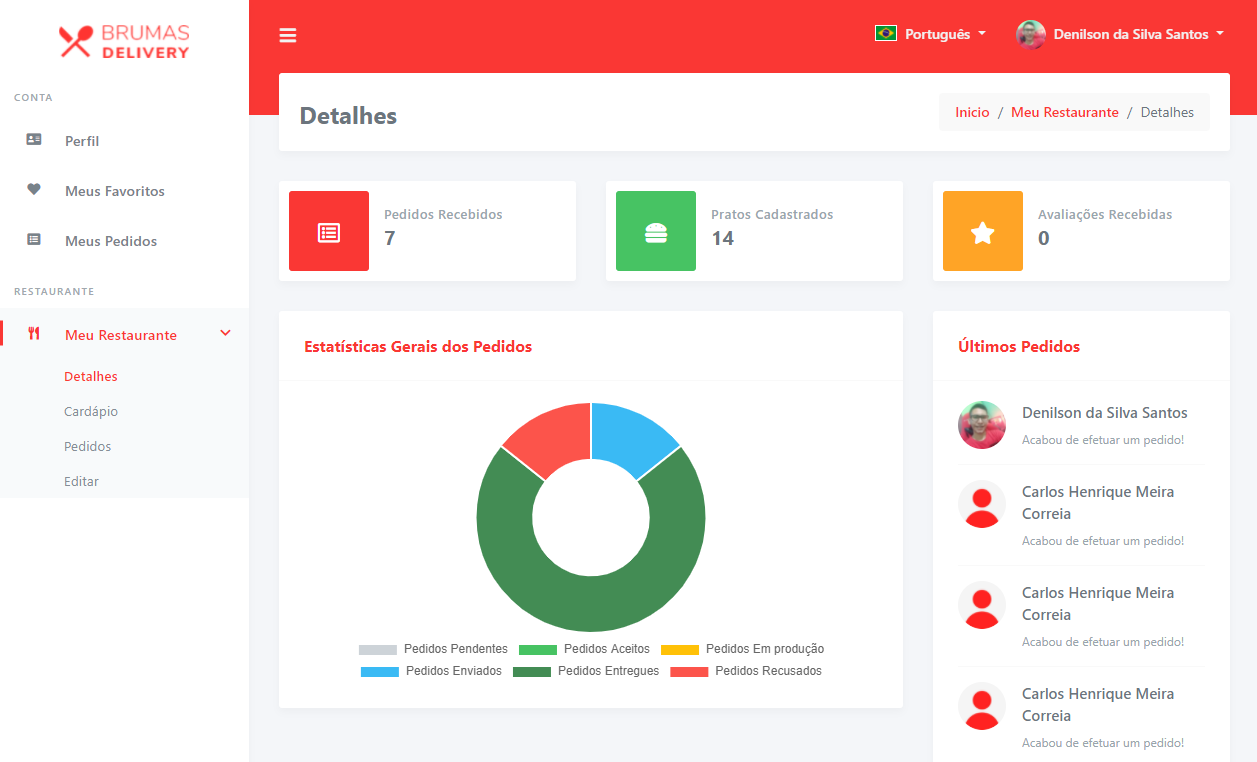 BRUMAS
DELIVERY
CONTA
Perfil
Meus Favoritos
Meus Pedidos
RESTAURANTE
Meu Restaurante
Detalhes
Cardápio
Pedidos
Editar
Português
Denilson da Silva Santos
Detalhes
Inicio / Meu Restaurante / Detalhes
Pedidos Recebidos
7
Pratos Cadastrados
14
Avaliações Recebidas
0
Estatísticas Gerais dos Pedidos
Pedidos Pendentes Pedidos Aceitos Pedidos Em produção
Pedidos Enviados Pedidos Entregues Pedidos Recusados
Últimos Pedidos
Denilson da Silva Santos
Acabou de efetuar um pedido!
Carlos Henrique Meira
Correia
Acabou de efetuar um pedido!
Carlos Henrique Meira
Correia
Acabou de efetuar um pedido!
Carlos Henrique Meira
Correia
Acabou de efetuar um pedido!